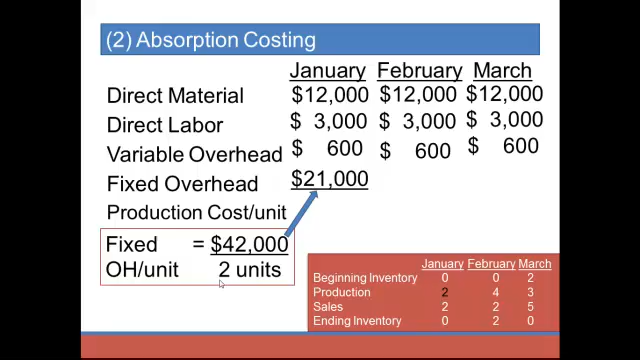 (2) Absorption Costing
January February March
Direct Material $12,000 $12,000 $12,000
Direct Labor $ 3,000 $ 3,000 $ 3,000
Variable Overhead $ 600 $ 600 $ 600
Fixed Overhead $21,000
Production Cost/unit
Fixed = $42,000
OH/unit 2 units
January February March
Beginning Inventory 0 0 2
Production 2 4 3
Sales 2 2 5
Ending Inventory 0 2 0